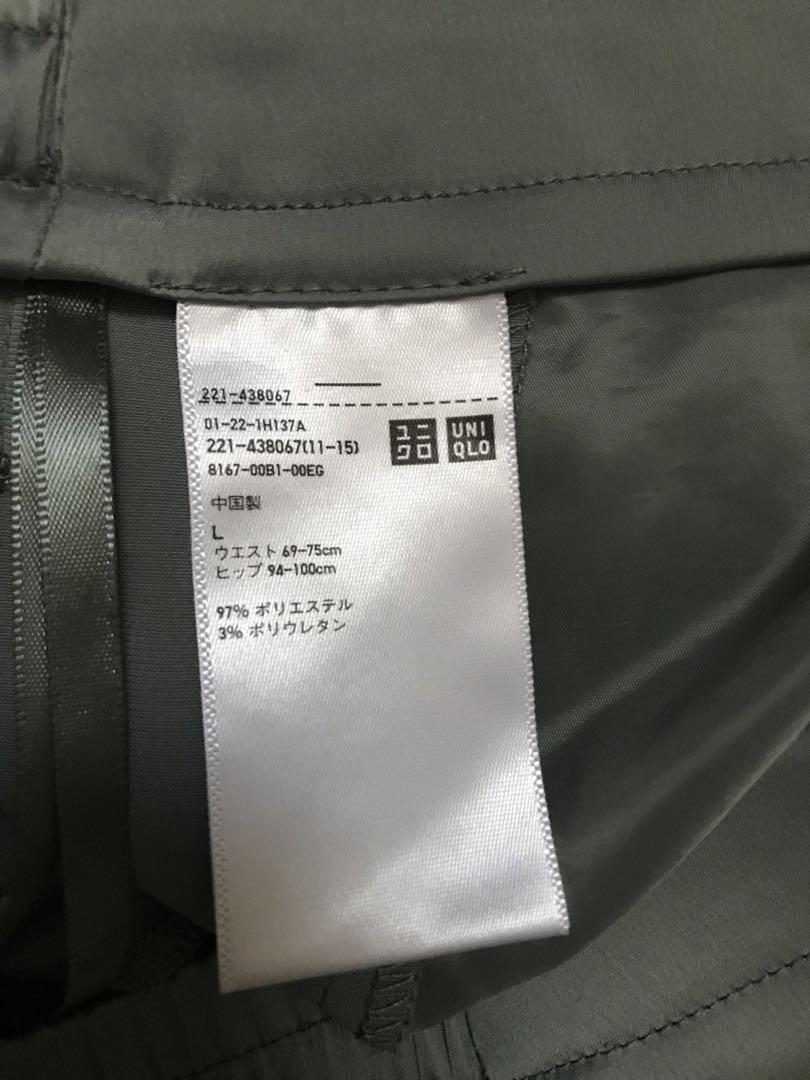 221-438067
01-22-1H137A
221-438067(11-15)
8167-00B1-00EG
ユニ
クロ
UNI
QLO
中国製
L
ウエスト 69-75cm
ヒップ 94-100cm
97% ポリエステル
3% ポリウレタン